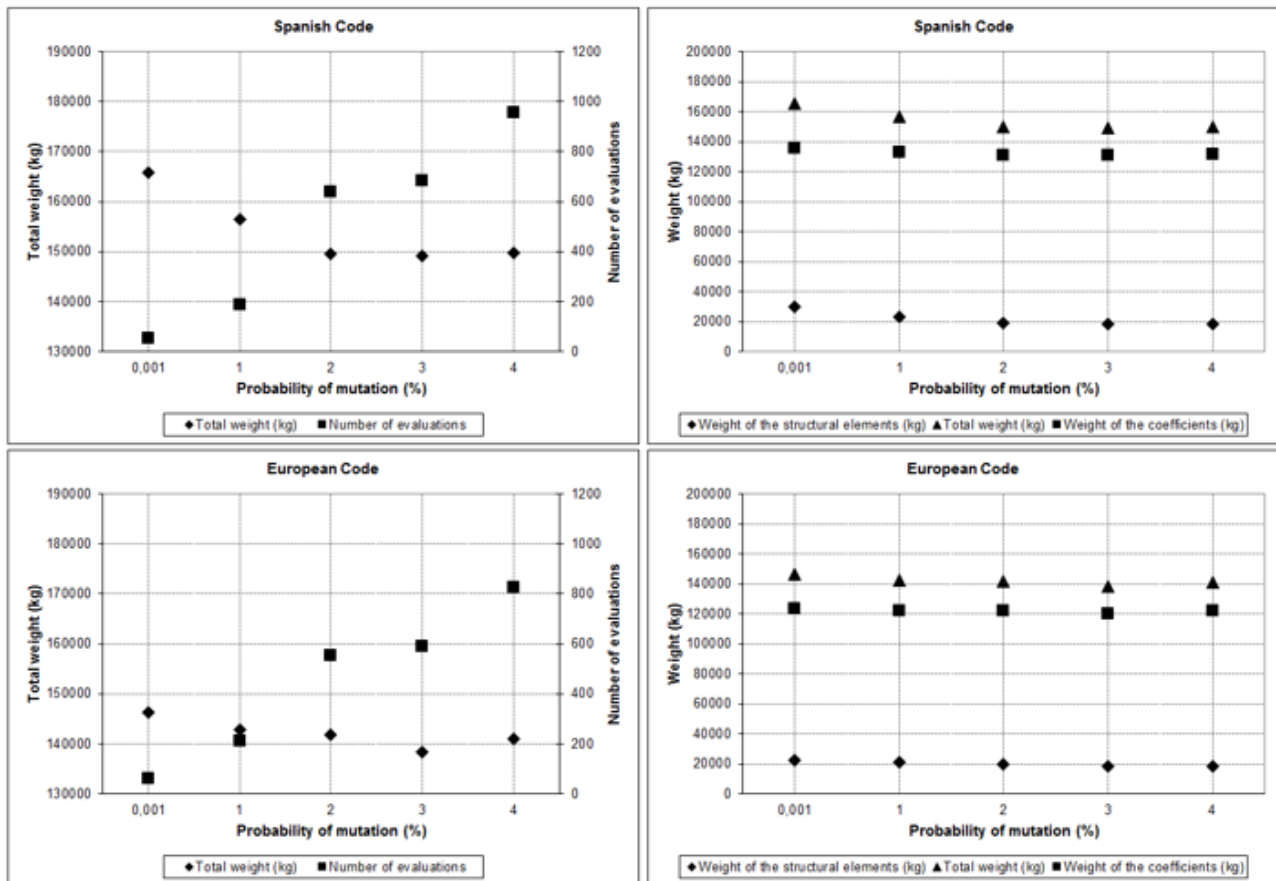 Spanish Code
190000
180000
170000
160000
150000
140000
130000
Total weight (kg)
1200
1000
800
600
400
200
0
Number of evaluations
0,001 1 2 3 4
Probability of mutation (%)
Total weight (kg) Number of evaluations
Spanish Code
200000
180000
160000
140000
120000
100000
80000
60000
40000
20000
0
Weight (kg)
0,001 1 2 3 4
Probability of mutation (%)
Weight of the structural elements (kg) Total weight (kg) Weight of the coefficients (kg)
European Code
190000
180000
170000
160000
150000
140000
130000
Total weight (kg)
1200
1000
800
600
400
200
0
Number of evaluations
0,001 1 2 3 4
Probability of mutation (%)
Total weight (kg) Number of evaluations
European Code
200000
180000
160000
140000
120000
100000
80000
60000
40000
20000
0
Weight (kg)
0,001 1 2 3 4
Probability of mutation (%)
Weight of the structural elements (kg) Total weight (kg) Weight of the coefficients (kg)